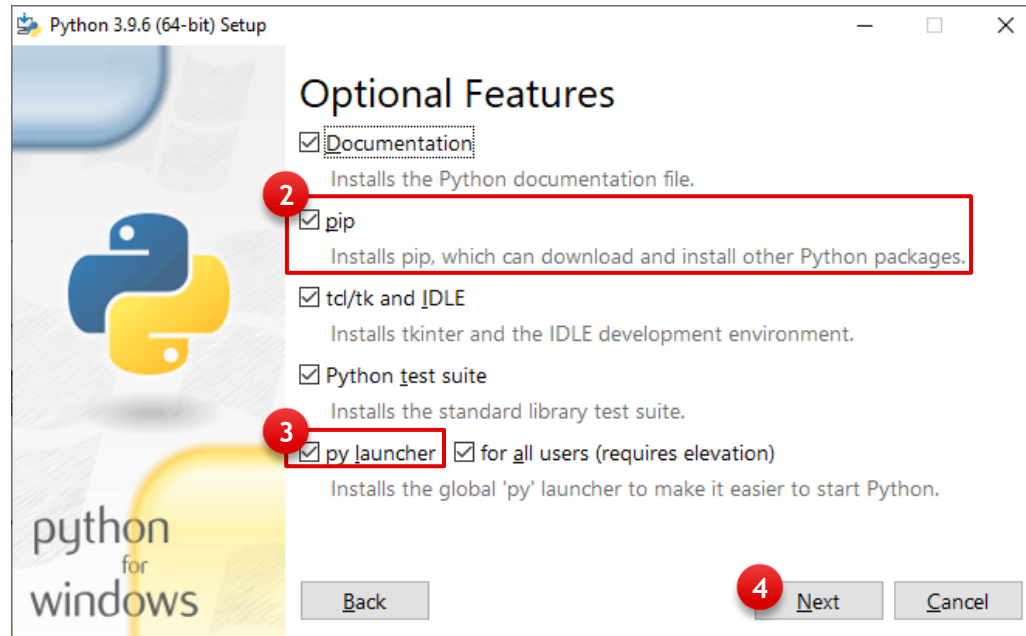 Python 3.9.6 (64-bit) Setup
Optional Features
Documentation
Installs the Python documentation file.
2
pip
Installs pip, which can download and install other Python packages.
tcl/tk and IDLE
Installs tkinter and the IDLE development environment.
Python test suite
Installs the standard library test suite.
3
py launcher for all users (requires elevation)
Installs the global 'py' launcher to make it easier to start Python.
python
for
windows
Back 4 Next Cancel